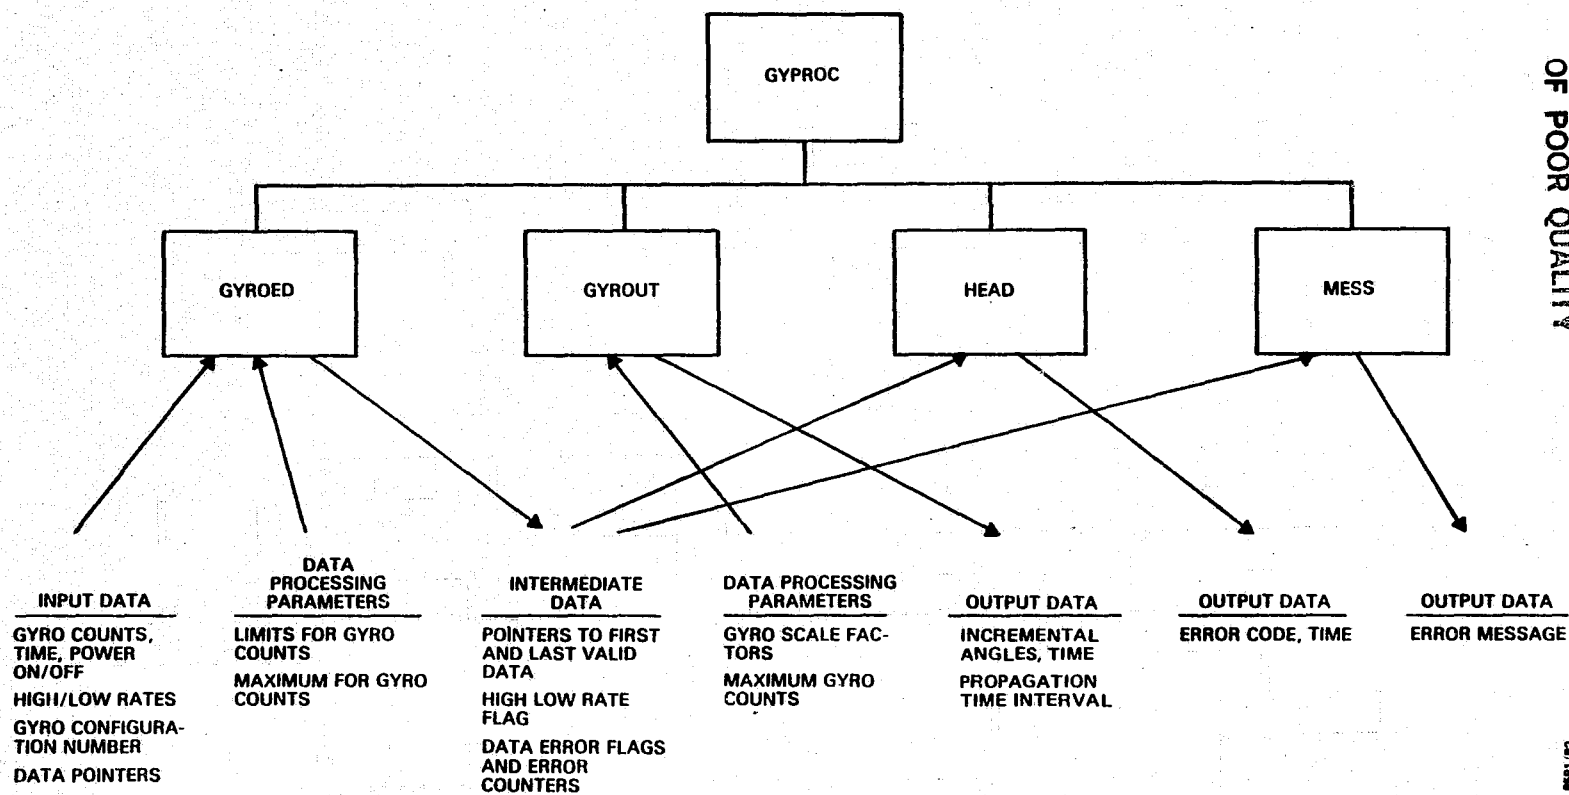 GYPROC
OF POOR QUALITY
GYROED
GYROUT
HEAD
MESS
INPUT DATA
GYRO COUNTS,
TIME, POWER
ON/OFF
HIGH/LOW RATES
GYRO CONFIGURA-
TION NUMBER
DATA POINTERS
DATA
PROCESSING
PARAMETERS
LIMITS FOR GYRO
COUNTS
MAXIMUM FOR GYRO
COUNTS
INTERMEDIATE
DATA
POINTERS TO FIRST
AND LAST VALID
DATA
HIGH LOW RATE
FLAG
DATA ERROR FLAGS
AND ERROR
COUNTERS
DATA PROCESSING
PARAMETERS
GYRO SCALE FAC-
TORS
MAXIMUM GYRO
COUNTS
OUTPUT DATA
INCREMENTAL
ANGLES, TIME
PROPAGATION
TIME INTERVAL
OUTPUT DATA
ERROR CODE, TIME
OUTPUT DATA
ERROR MESSAGE